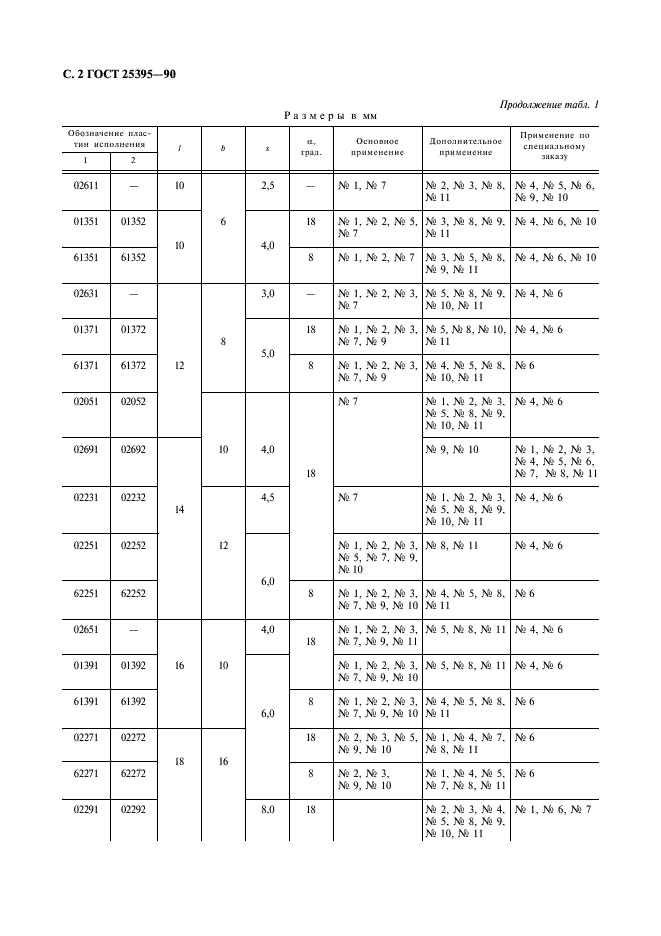 С. 2 ГОСТ 25395—90
Продолжение табл. 1
Размеры в мм
Обозначение плас-
тин исполнения
l
b
s
α,
град.
Основное
применение
Дополнительное
применение
Применение по
специальному
заказу
1
2
02611 — 10 6 2,5 — № 1, № 7 № 2, № 3, № 8, № 4, № 5, № 6,
№ 11 № 9, № 10
01351 01352 10 4,0 18 № 1, № 2, № 5, № 3, № 8, № 9, № 4, № 6, № 10
№ 7 № 11
61351 61352 8 № 1, № 2, № 7 № 3, № 5, № 8, № 4, № 6, № 10
№ 9, № 11
02631 — 12 8 3,0 — № 1, № 2, № 3, № 5, № 8, № 9, № 4, № 6
№ 7 № 10, № 11
01371 01372 5,0 18 № 1, № 2, № 3, № 5, № 8, № 10, № 4, № 6
№ 7, № 9 № 11
61371 61372 8 № 1, № 2, № 3, № 4, № 5, № 8, № 6
№ 7, № 9 № 10, № 11
02051 02052 10 4,0 18 № 7 № 1, № 2, № 3, № 4, № 6
№ 5, № 8, № 9,
№ 10, № 11
02691 02692 14 № 9, № 10 № 1, № 2, № 3,
№ 4, № 5, № 6,
№ 7, № 8, № 11
02231 02232 12 4,5 № 7 № 1, № 2, № 3, № 4, № 6
№ 5, № 8, № 9,
№ 10, № 11
02251 02252 6,0 № 1, № 2, № 3, № 8, № 11 № 4, № 6
№ 5, № 7, № 9,
№ 10
62251 62252 8 № 1, № 2, № 3, № 4, № 5, № 8, № 6
№ 7, № 9, № 10 № 11
02651 — 16 10 4,0 18 № 1, № 2, № 3, № 5, № 8, № 11 № 4, № 6
№ 7, № 9, № 11
01391 01392 6,0 № 1, № 2, № 3, № 5, № 8, № 11 № 4, № 6
№ 7, № 9, № 10
61391 61392 8 № 1, № 2, № 3, № 4, № 5, № 8, № 6
№ 7, № 9, № 10 № 11
02271 02272 18 16 18 № 2, № 3, № 5, № 1, № 4, № 7, № 6
№ 9, № 10 № 8, № 11
62271 62272 8 № 2, № 3, № 1, № 4, № 5, № 6
№ 9, № 10 № 7, № 8, № 11
02291 02292 8,0 18 № 2, № 3, № 4, № 1, № 6, № 7
№ 5, № 8, № 9,
№ 10, № 11